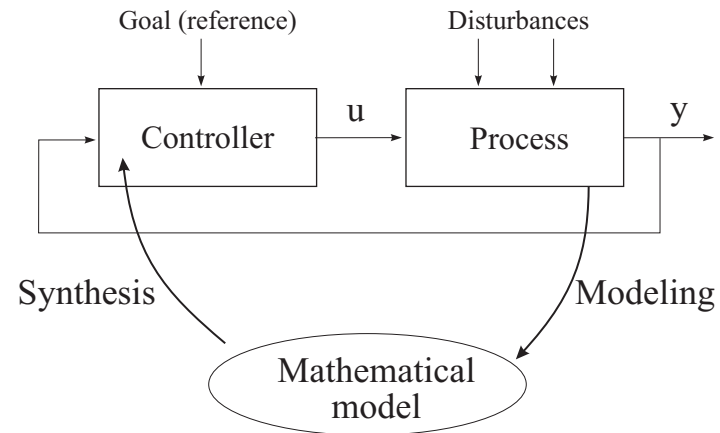 Goal (reference)
Disturbances
Controller
u
Process
y
Synthesis
Modeling
Mathematical
model